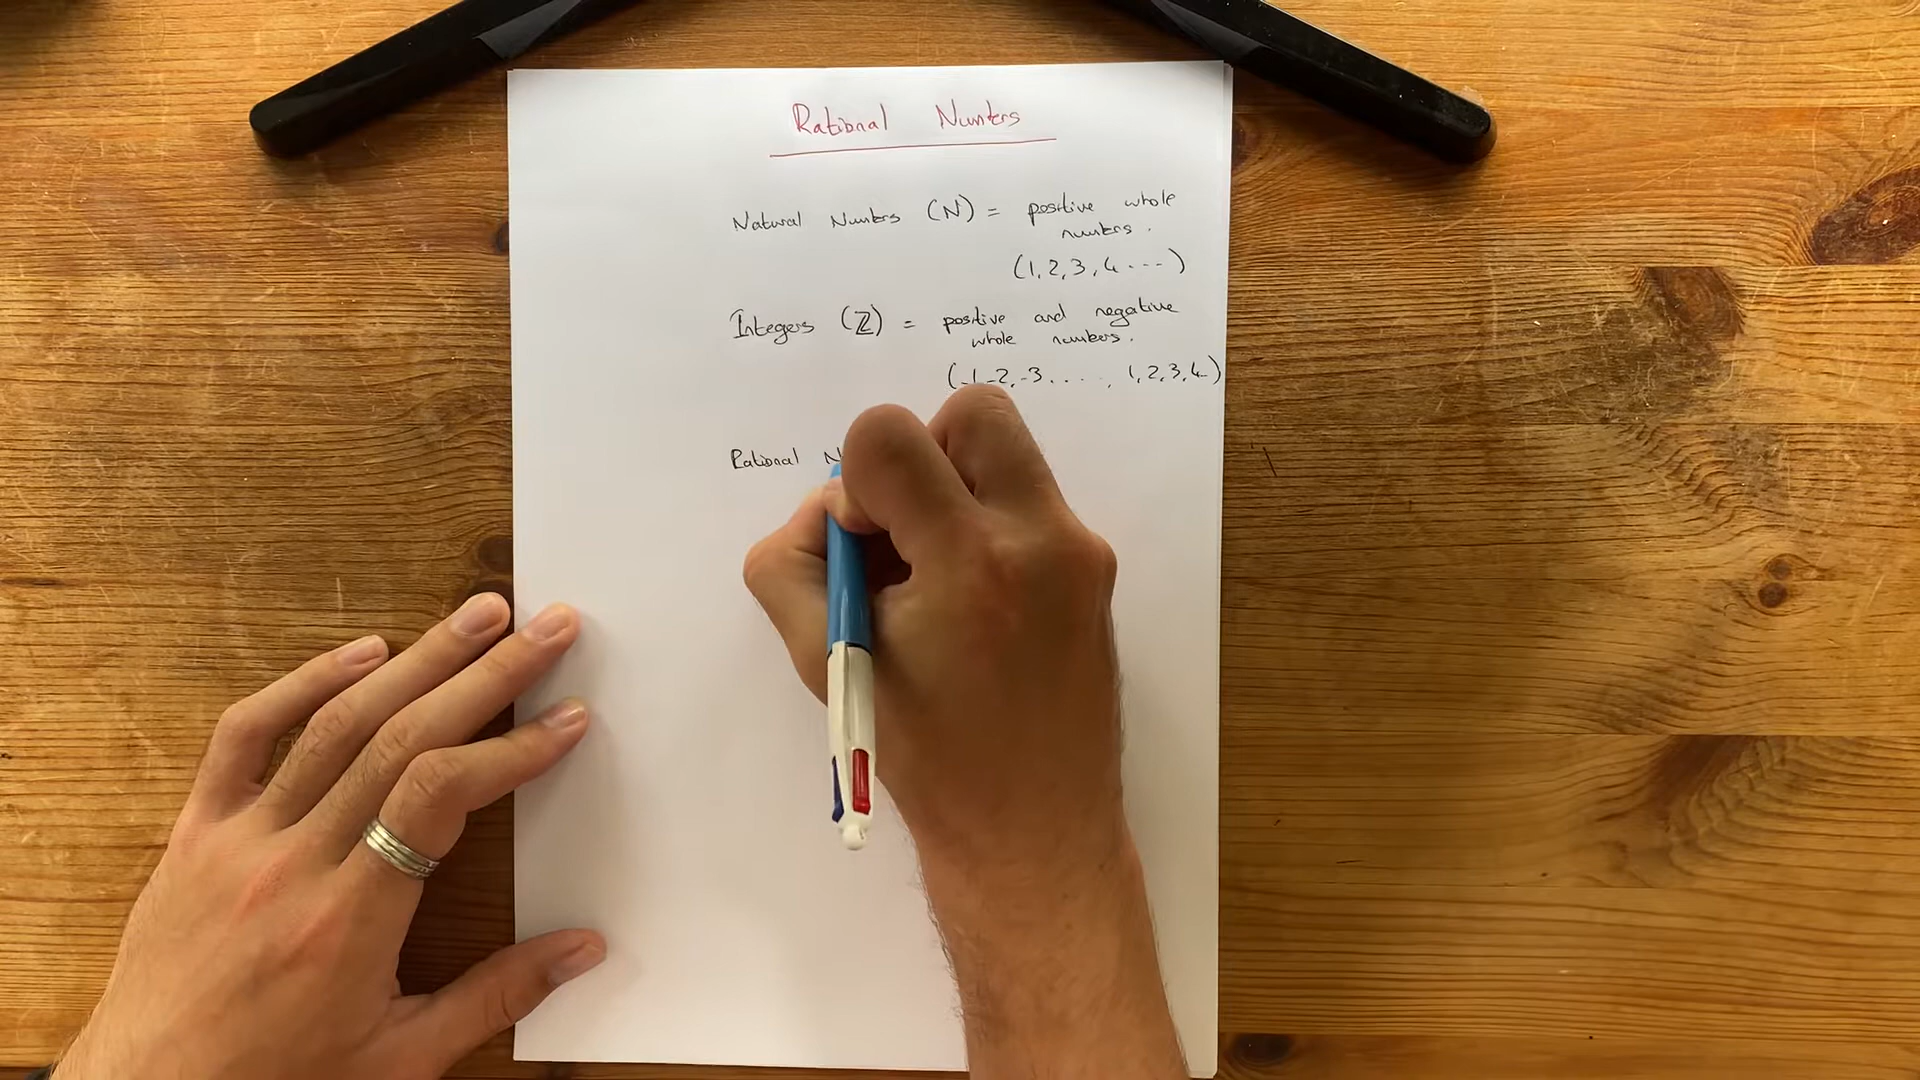 Rational Numbers
Natural Numbers (N) = positive whole
numbers.
(1, 2, 3, 4 ---)
Integers (ℤ) = positive and negative
whole numbers.
(-1, -2, -3 . . . . , 1, 2, 3, 4)
Rational N